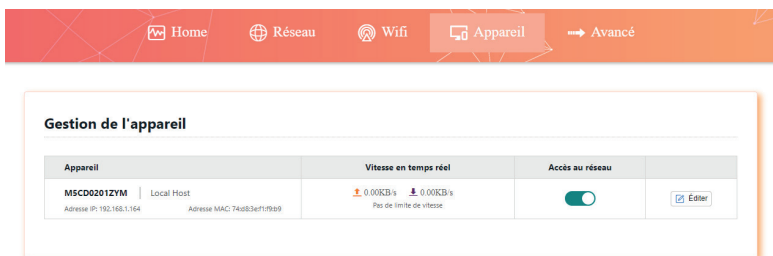 Home Réseau Wifi Appareil Avancé
Gestion de l'appareil
Appareil Vitesse en temps réel Accès au réseau
M5CD0201ZYM | Local Host 0.00KB/s 0.00KB/s Éditer
Adresse IP: 192.168.1.164 Adresse MAC: 74:d8:3e:f1:f9:b9 Pas de limite de vitesse